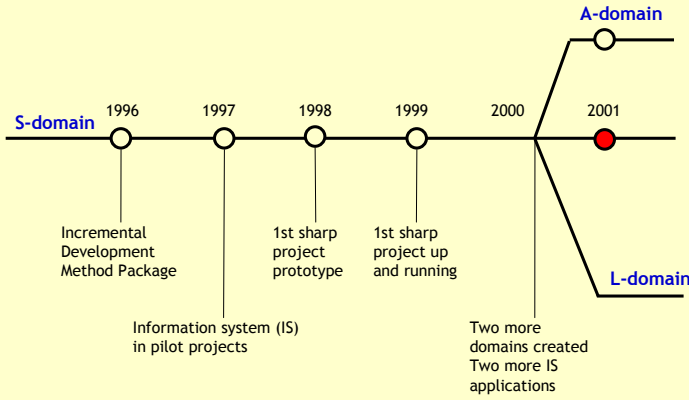 A-domain
S-domain
1996
1997
1998
1999
2000
2001
Incremental
Development
Method Package
1st sharp
project
prototype
1st sharp
project up
and running
L-domain
Information system (IS)
in pilot projects
Two more
domains created
Two more IS
applications